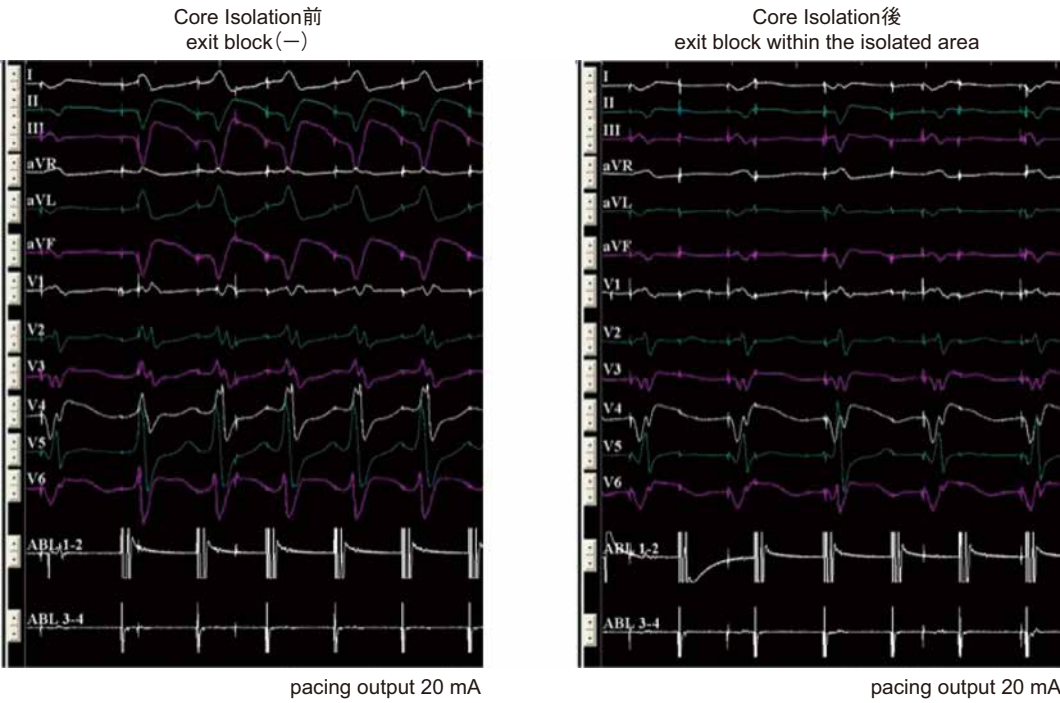 Core Isolation前
exit block（－）
I
II
III
aVR
aVL
aVF
V1
V2
V3
V4
V5
V6
ABL 1-2
ABL 3-4
pacing output 20 mA
Core Isolation後
exit block within the isolated area
I
II
III
aVR
aVL
aVF
V1
V2
V3
V4
V5
V6
ABL 1-2
ABL 3-4
pacing output 20 mA